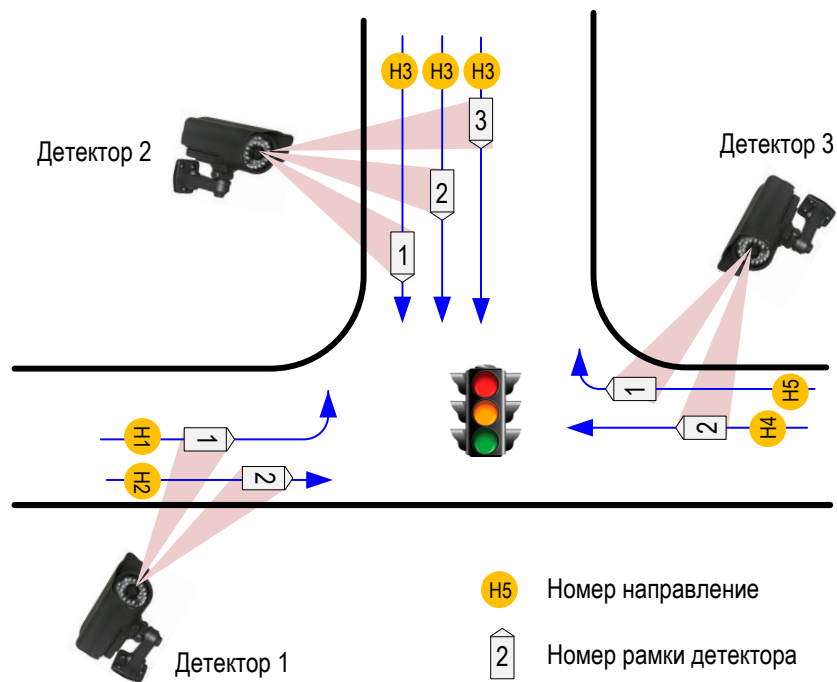 Н3 Н3 Н3
3
Детектор 2
Детектор 3
2
1
1
Н5
Н1
1
2
Н4
Н2
2
Н5 Номер направление
2 Номер рамки детектора
Детектор 1